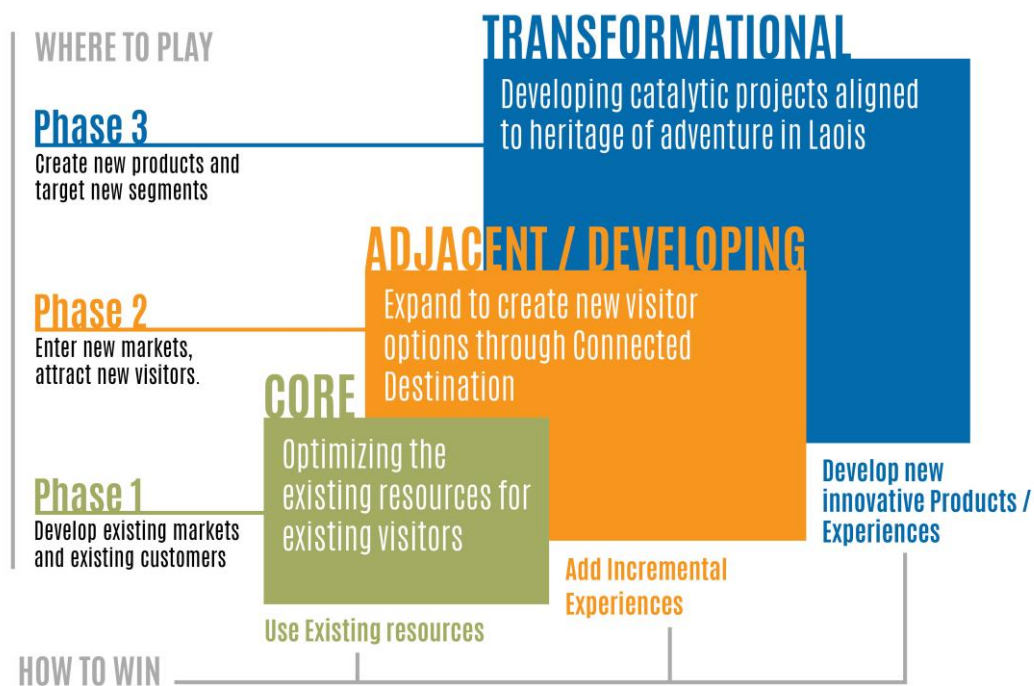 WHERE TO PLAY
TRANSFORMATIONAL
Developing catalytic projects aligned
to heritage of adventure in Laois
Phase 3
Create new products and
target new segments
ADJACENT / DEVELOPING
Expand to create new visitor
options through Connected
Destination
Phase 2
Enter new markets,
attract new visitors.
CORE
Optimizing the
existing resources for
existing visitors
Phase 1
Develop existing markets
and existing customers
Develop new
innovative Products /
Experiences
Add Incremental
Experiences
Use Existing resources
HOW TO WIN